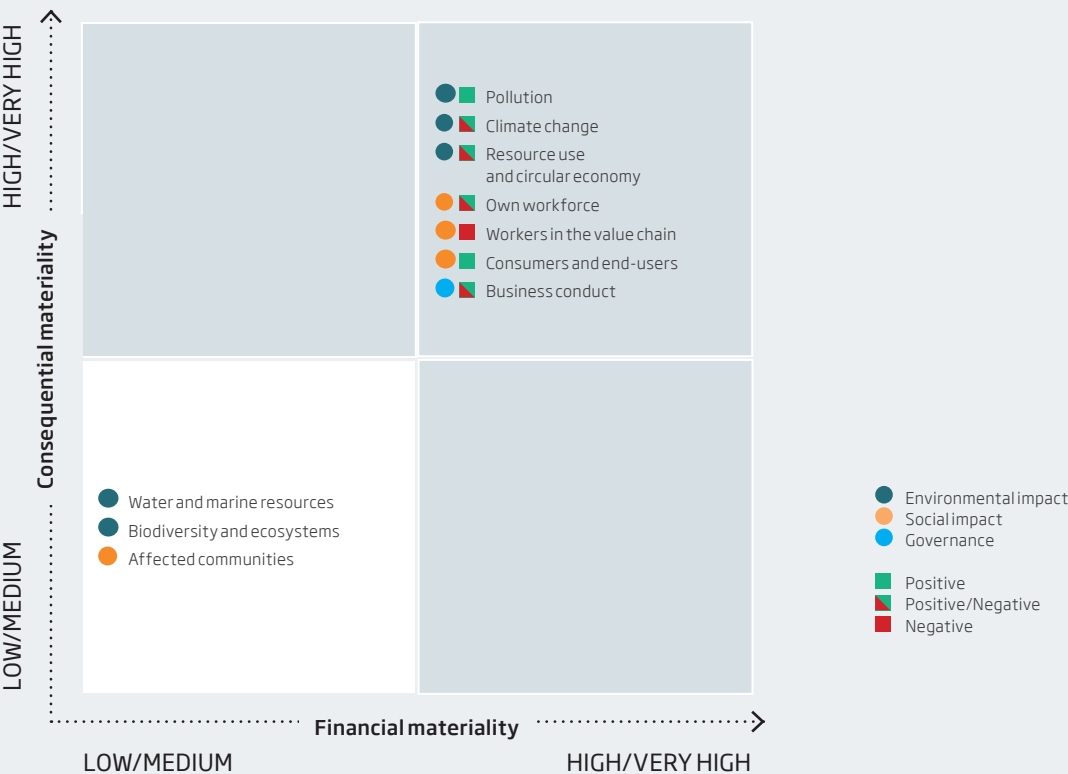 HIGH/VERY HIGH
Consequential materiality
LOW/MEDIUM
Pollution
Climate change
Resource use
and circular economy
Own workforce
Workers in the value chain
Consumers and end-users
Business conduct
Water and marine resources
Biodiversity and ecosystems
Affected communities
Environmental impact
Social impact
Governance
Positive
Positive/Negative
Negative
Financial materiality
LOW/MEDIUM
HIGH/VERY HIGH